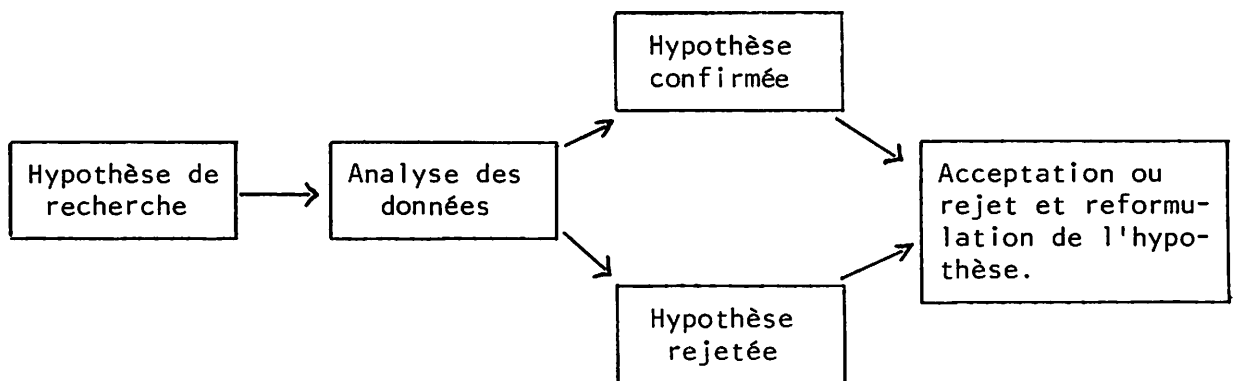 Hypothèse
confirmée
Hypothèse de
recherche
Analyse des
données
Acceptation ou
rejet et reformu-
lation de l'hypo-
thèse.
Hypothèse
rejetée